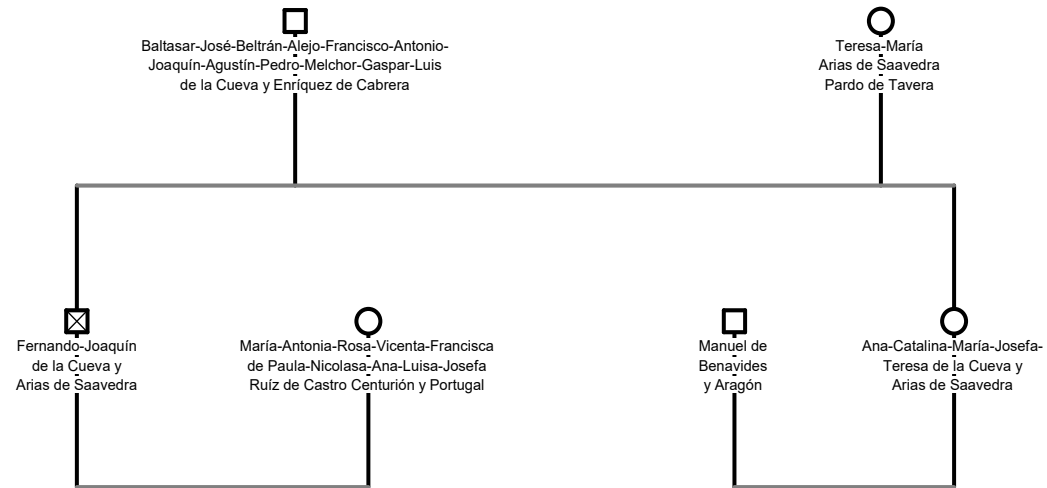 Baltasar-José-Beltrán-Alejo-Francisco-Antonio-
Joaquín-Agustín-Pedro-Melchor-Gaspar-Luis
de la Cueva y Enríquez de Cabrera
Teresa-María
Arias de Saavedra
Pardo de Tavera
Fernando-Joaquín
de la Cueva y
Arias de Saavedra
María-Antonia-Rosa-Vicenta-Francisca
de Paula-Nicolasa-Ana-Luisa-Josefa
Ruíz de Castro Centurión y Portugal
Manuel de
Benavides
y Aragón
Ana-Catalina-María-Josefa-
Teresa de la Cueva y
Arias de Saavedra